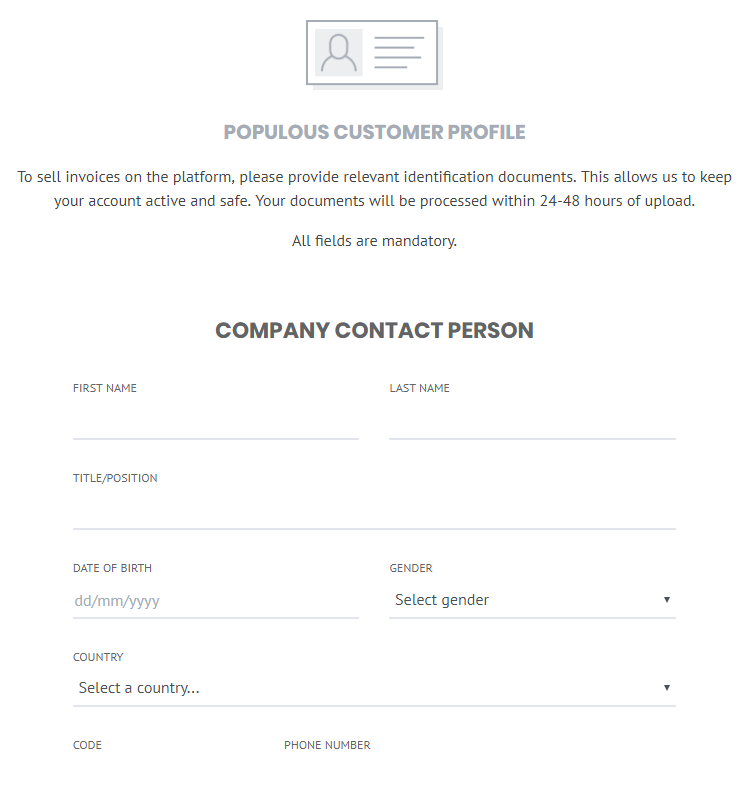 POPULOUS CUSTOMER PROFILE
To sell invoices on the platform, please provide relevant identification documents. This allows us to keep
your account active and safe. Your documents will be processed within 24-48 hours of upload.
All fields are mandatory.
COMPANY CONTACT PERSON
FIRST NAME LAST NAME
TITLE/POSITION
DATE OF BIRTH GENDER
dd/mm/yyyy Select gender
COUNTRY
Select a country...
CODE PHONE NUMBER